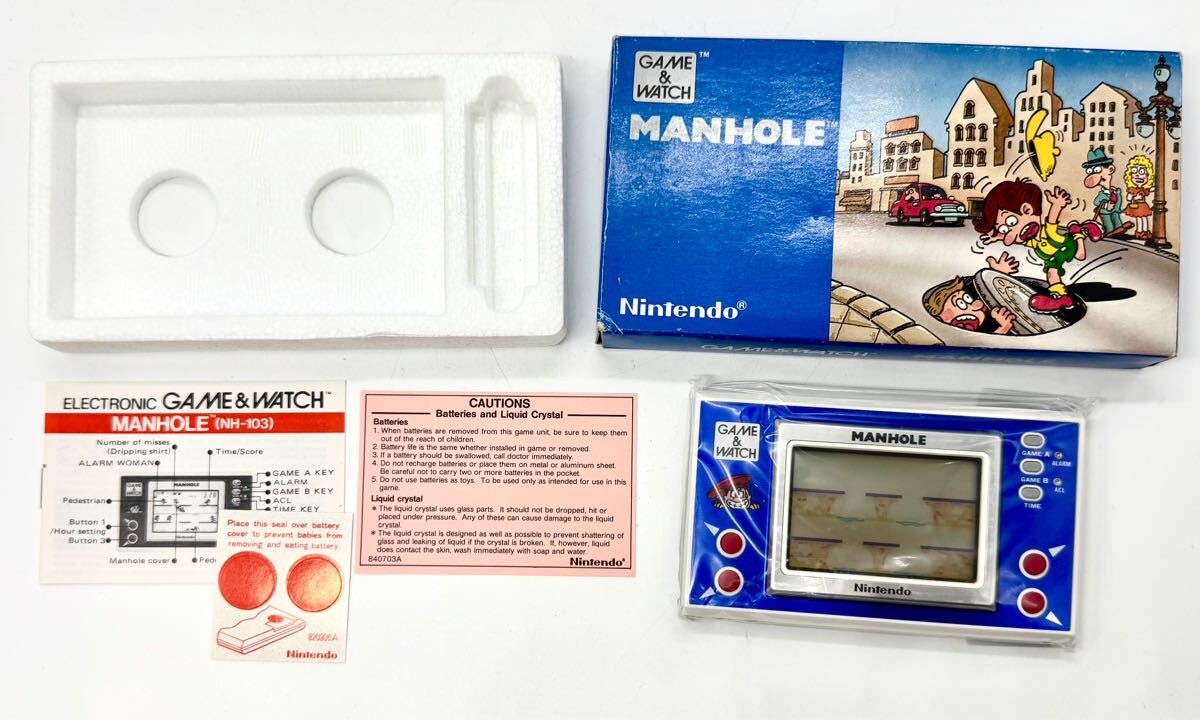 GAME
&
WATCH
TM
MANHOLE TM
Nintendo®
GAME & WATCH
ELECTRONIC GAME & WATCH™
MANHOLE™ (NH-103)
Number of misses
(Dripping shirt)
Time/Score
ALARM WOMAN
GAME A KEY
ALARM
GAME B KEY
ACL
TIME KEY
Pedestrian
Button 1
/Hour setting
Button 3
Manhole cover
MANHOLE
Place this seal over battery
cover to prevent babies from
removing and eating battery.
820906A
Nintendo
CAUTIONS
Batteries and Liquid Crystal
Batteries
1. When batteries are removed from this game unit, be sure to keep them
out of the reach of children.
2. Battery life is the same whether installed in game or removed.
3. If a battery should be swallowed, call doctor immediately.
4. Do not recharge batteries or place them on metal or aluminum sheet.
Be careful not to carry two or more batteries in the pocket.
5. Do not use batteries as toys. To be used only as intended for use in this
game.
Liquid crystal
* The liquid crystal uses glass parts. It should not be dropped, hit or
placed under pressure. Any of these can cause damage to the liquid
crystal.
* The liquid crystal is designed as well as possible to prevent shattering of
glass and leaking of liquid if the crystal is broken. If, however, liquid
does contact the skin, wash immediately with soap and water.
840703A
Nintendo®
GAME
&
WATCH
MANHOLE
GAME A
ALARM
GAME B
ACL
TIME
Nintendo